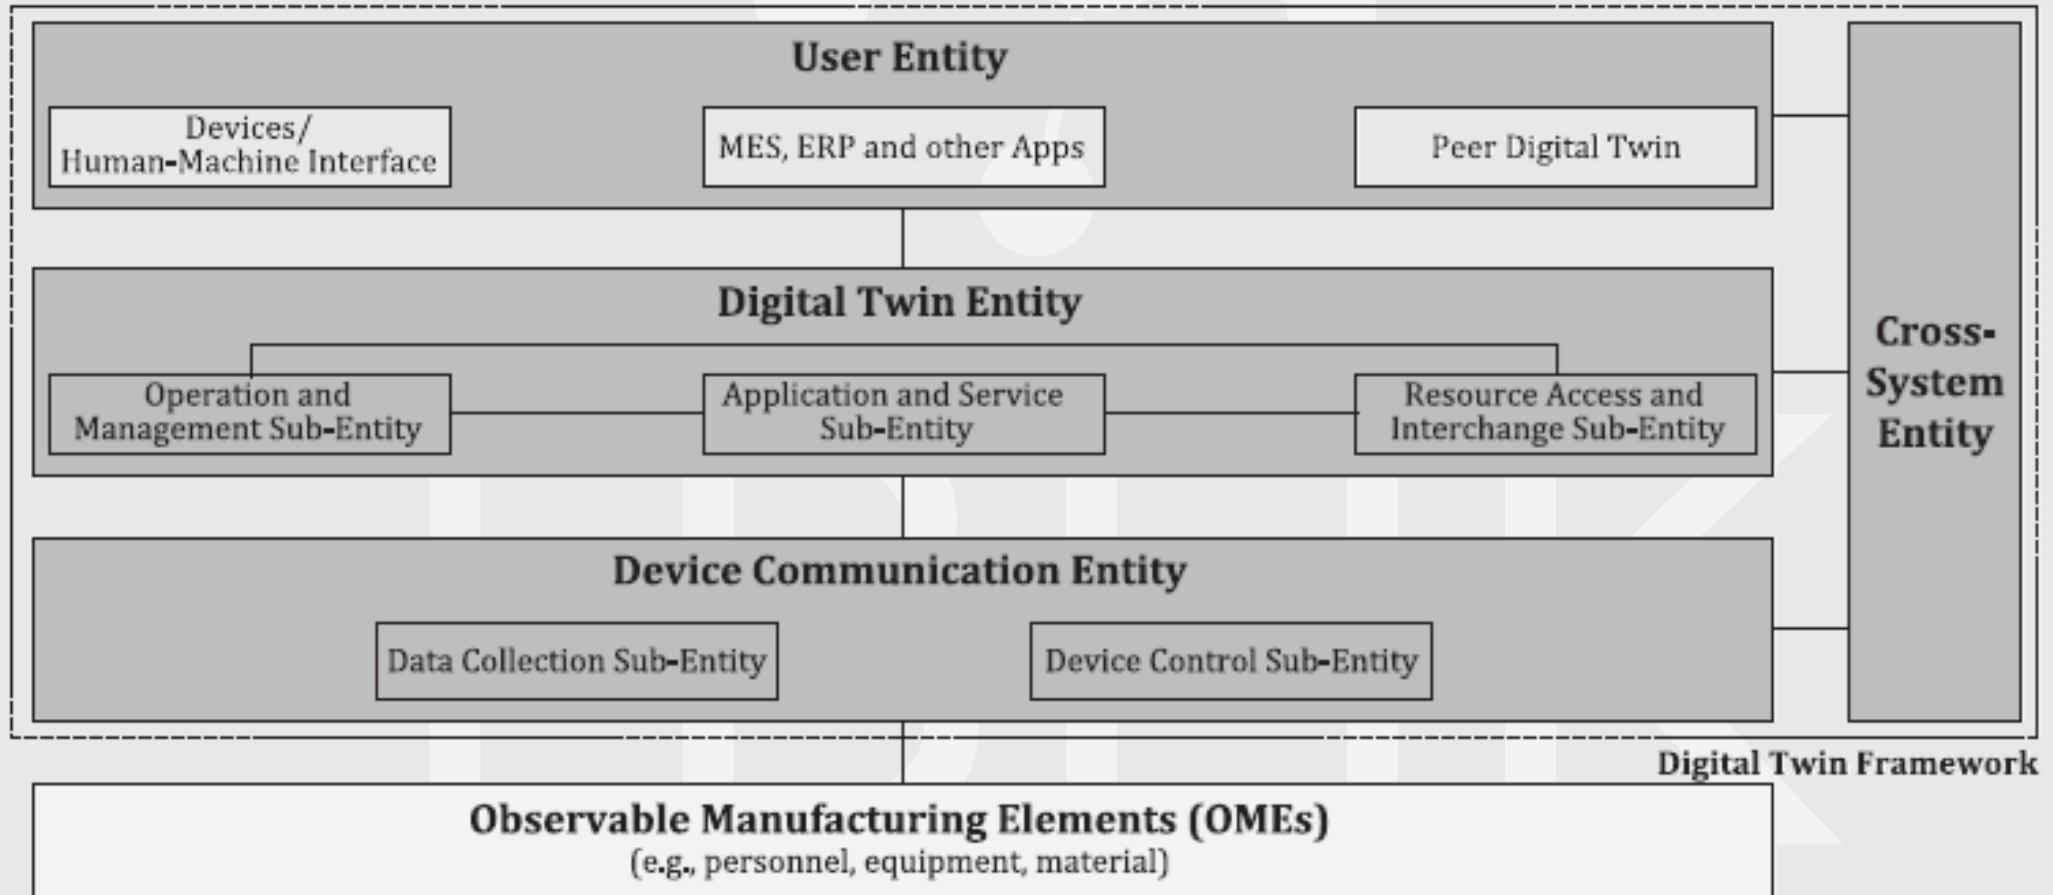 User Entity
Devices/
Human-Machine Interface
MES, ERP and other Apps
Peer Digital Twin
Digital Twin Entity
Operation and
Management Sub-Entity
Application and Service
Sub-Entity
Resource Access and
Interchange Sub-Entity
Cross-
System
Entity
Device Communication Entity
Data Collection Sub-Entity
Device Control Sub-Entity
Digital Twin Framework
Observable Manufacturing Elements (OMEs)
(e.g., personnel, equipment, material)